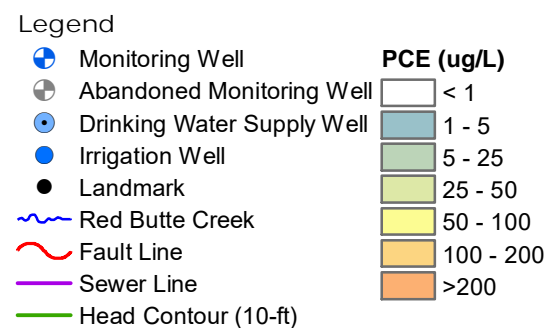 Legend
Monitoring Well
Abandoned Monitoring Well
Drinking Water Supply Well
Irrigation Well
Landmark
Red Butte Creek
Fault Line
Sewer Line
Head Contour (10-ft)
PCE (ug/L)
< 1
1 - 5
5 - 25
25 - 50
50 - 100
100 - 200
>200